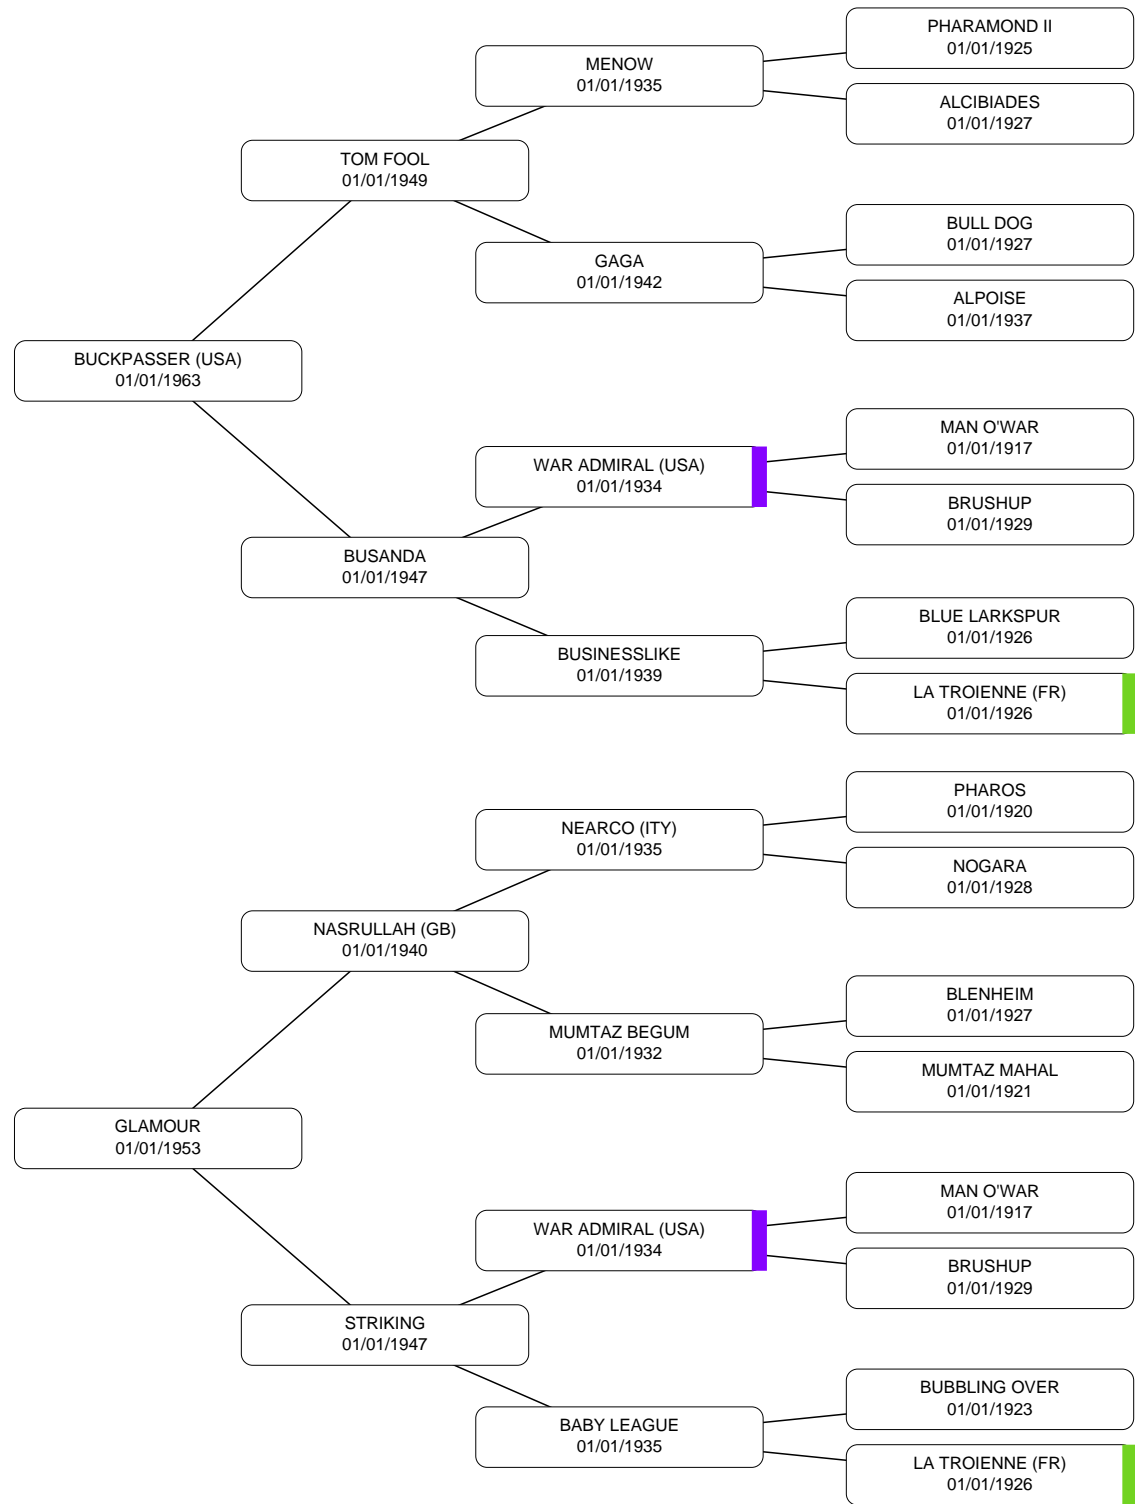 PHARAMOND II
01/01/1925
MENOW
01/01/1935
ALCIBIADES
01/01/1927
TOM FOOL
01/01/1949
BULL DOG
01/01/1927
GAGA
01/01/1942
ALPOISE
01/01/1937
BUCKPASSER (USA)
01/01/1963
MAN O'WAR
01/01/1917
WAR ADMIRAL (USA)
01/01/1934
BRUSHUP
01/01/1929
BUSANDA
01/01/1947
BLUE LARKSPUR
01/01/1926
BUSINESSLIKE
01/01/1939
LA TROIENNE (FR)
01/01/1926
PHAROS
01/01/1920
NEARCO (ITY)
01/01/1935
NOGARA
01/01/1928
NASRULLAH (GB)
01/01/1940
BLENHEIM
01/01/1927
MUMTAZ BEGUM
01/01/1932
MUMTAZ MAHAL
01/01/1921
GLAMOUR
01/01/1953
MAN O'WAR
01/01/1917
WAR ADMIRAL (USA)
01/01/1934
BRUSHUP
01/01/1929
STRIKING
01/01/1947
BUBBLING OVER
01/01/1923
BABY LEAGUE
01/01/1935
LA TROIENNE (FR)
01/01/1926